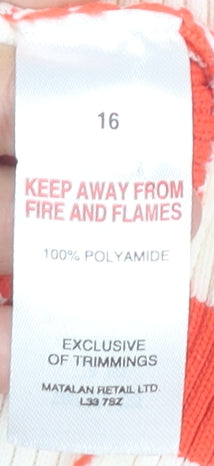 16
KEEP AWAY FROM
FIRE AND FLAMES
100% POLYAMIDE
EXCLUSIVE
OF TRIMMINGS
MATALAN RETAIL LTD.
L33 7SZ